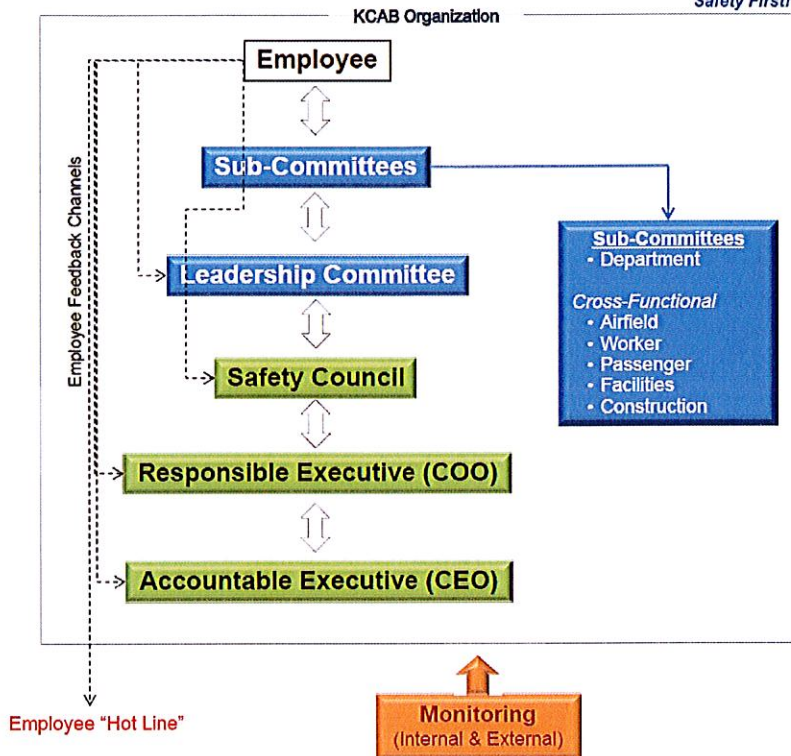 Safety First!
KCAB Organization
Employee
Sub-Committees
Leadership Committee
Safety Council
Responsible Executive (COO)
Accountable Executive (CEO)
Employee Feedback Channels
Sub-Committees
• Department
Cross-Functional
• Airfield
• Worker
• Passenger
• Facilities
• Construction
Employee "Hot Line"
Monitoring
(Internal & External)